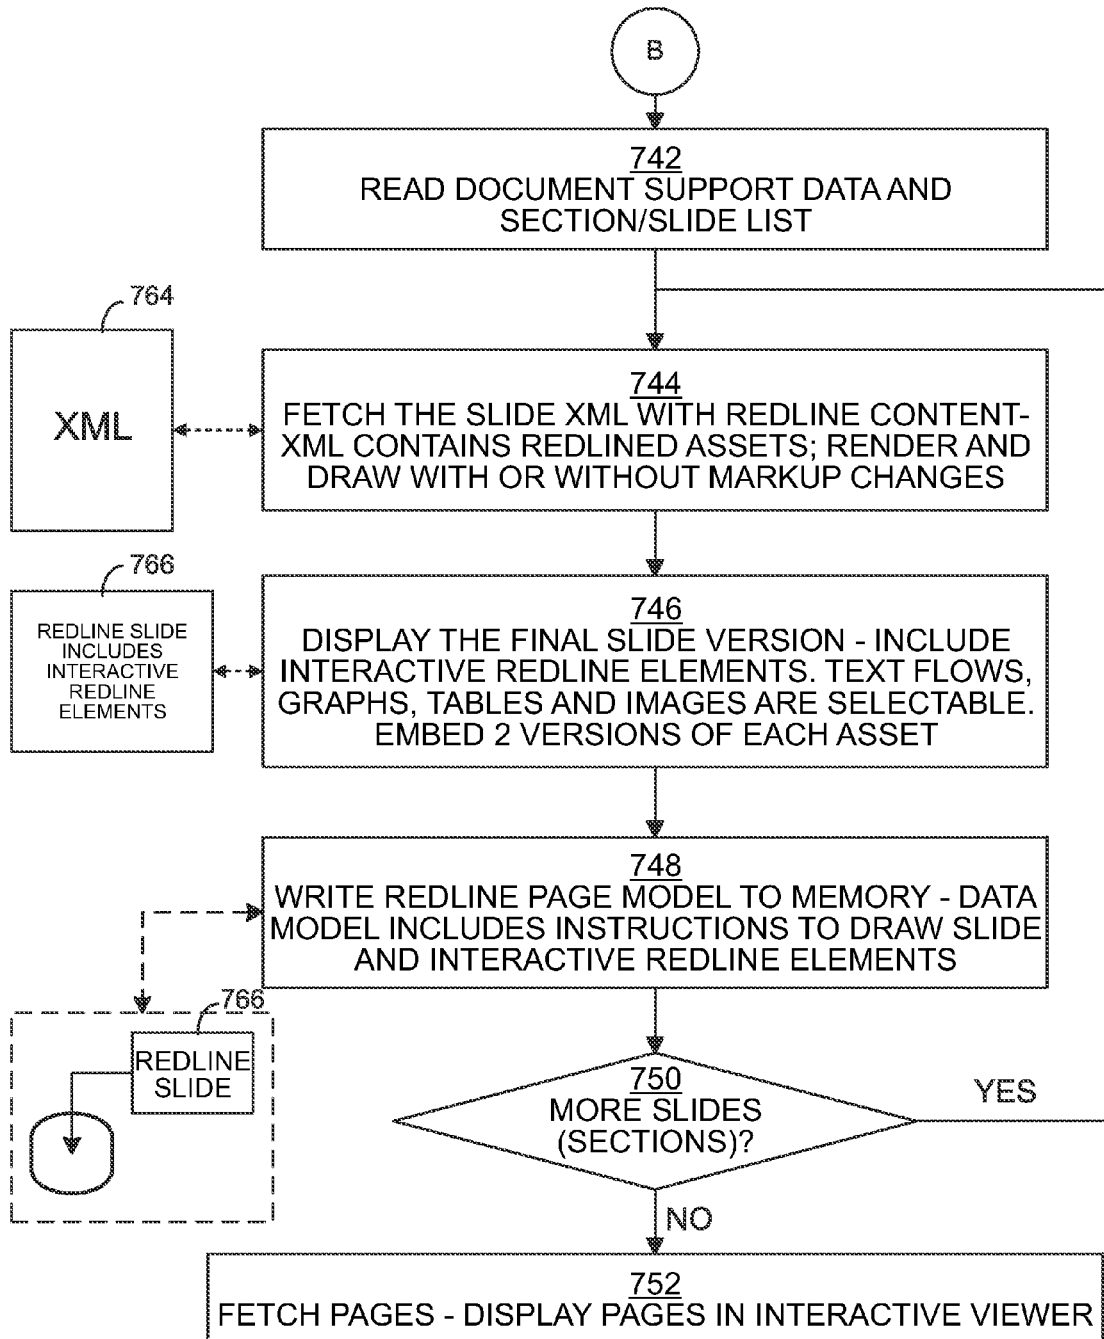 B
742
READ DOCUMENT SUPPORT DATA AND
SECTION/SLIDE LIST
764
XML
744
FETCH THE SLIDE XML WITH REDLINE CONTENT-
XML CONTAINS REDLINED ASSETS; RENDER AND
DRAW WITH OR WITHOUT MARKUP CHANGES
766
REDLINE SLIDE
INCLUDES
INTERACTIVE
REDLINE
ELEMENTS
746
DISPLAY THE FINAL SLIDE VERSION - INCLUDE
INTERACTIVE REDLINE ELEMENTS. TEXT FLOWS,
GRAPHS, TABLES AND IMAGES ARE SELECTABLE.
EMBED 2 VERSIONS OF EACH ASSET
748
WRITE REDLINE PAGE MODEL TO MEMORY - DATA
MODEL INCLUDES INSTRUCTIONS TO DRAW SLIDE
AND INTERACTIVE REDLINE ELEMENTS
766
REDLINE
SLIDE
750
MORE SLIDES
(SECTIONS)?
YES
NO
752
FETCH PAGES - DISPLAY PAGES IN INTERACTIVE VIEWER